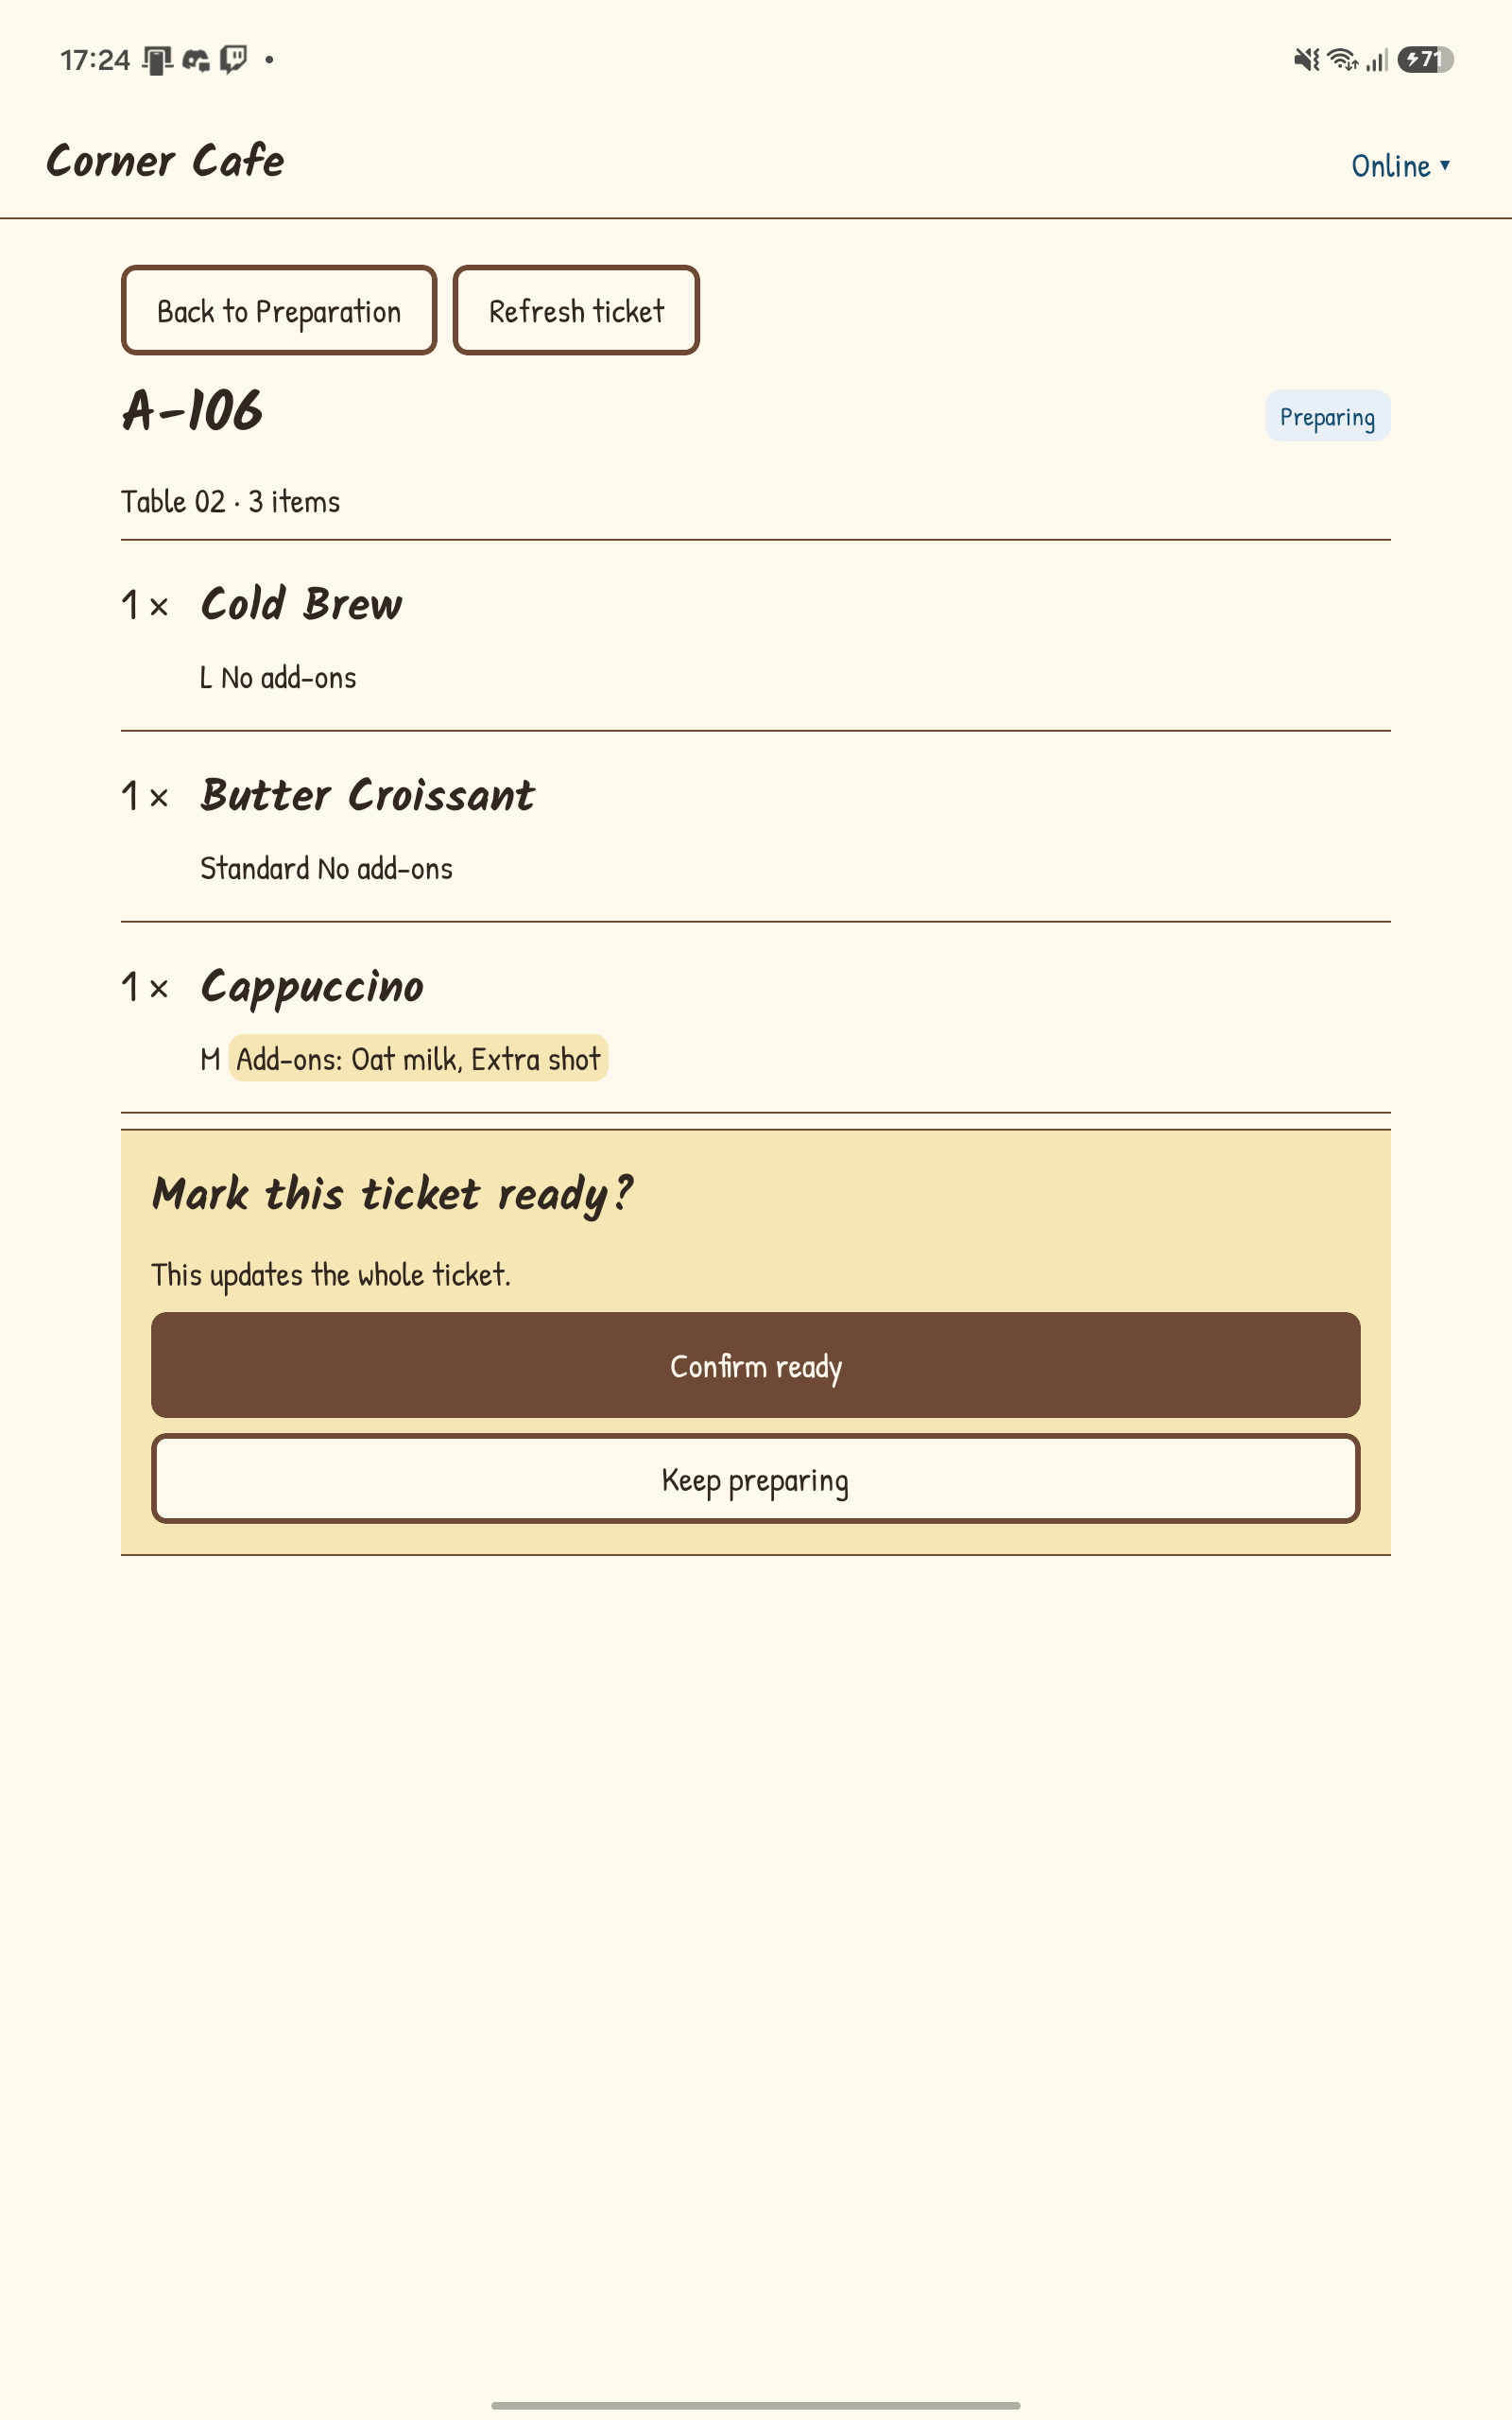 17:24
71
Corner Cafe
Online ▾
Back to Preparation
Refresh ticket
A-106
Preparing
Table 02 · 3 items
1 × Cold Brew
L No add-ons
1 × Butter Croissant
Standard No add-ons
1 × Cappuccino
M Add-ons: Oat milk, Extra shot
Mark this ticket ready?
This updates the whole ticket.
Confirm ready
Keep preparing